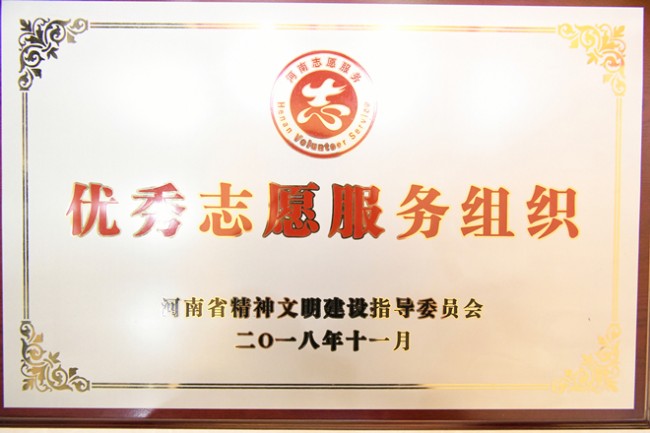 河南志愿服务
志
Henan Volunteer Service
优秀志愿服务组织
河南省精神文明建设指导委员会
二〇一八年十一月